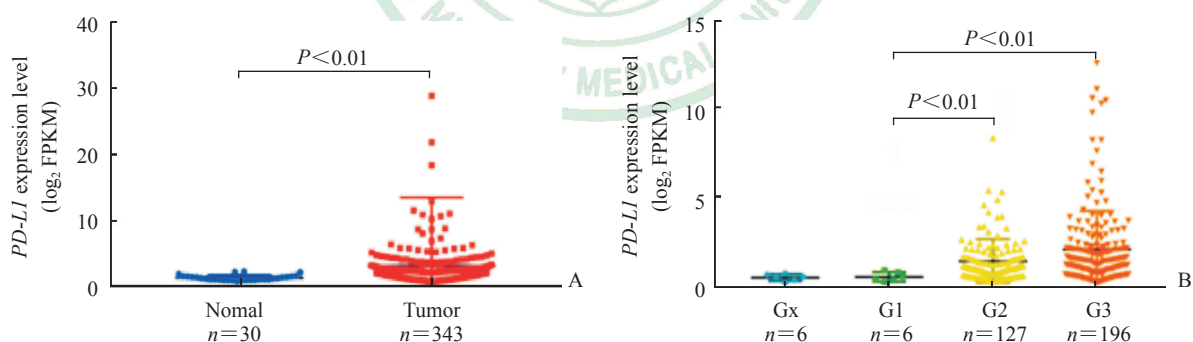 40
30
20
10
0
PD-L1 expression level
(log₂ FPKM)
P<0.01
Nomal
n=30
Tumor
n=343
A
15
10
5
0
PD-L1 expression level
(log₂ FPKM)
P<0.01
P<0.01
Gx
n=6
G1
n=6
G2
n=127
G3
n=196
B
MEDICAL